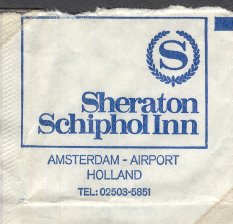 S
Sheraton
Schiphol Inn
AMSTERDAM - AIRPORT
HOLLAND
TEL: 02503-5851